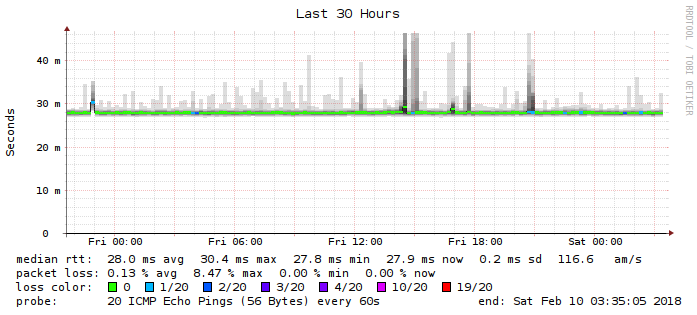 Last 30 Hours
RRDTOOL / TOBI OETIKER
Seconds
40 m
30 m
20 m
10 m
0
Fri 00:00 Fri 06:00 Fri 12:00 Fri 18:00 Sat 00:00
median rtt: 28.0 ms avg 30.4 ms max 27.8 ms min 27.9 ms now 0.2 ms sd 116.6 am/s
packet loss: 0.13 % avg 8.47 % max 0.00 % min 0.00 % now
loss color: 0 1/20 2/20 3/20 4/20 10/20 19/20
probe: 20 ICMP Echo Pings (56 Bytes) every 60s end: Sat Feb 10 03:35:05 2018